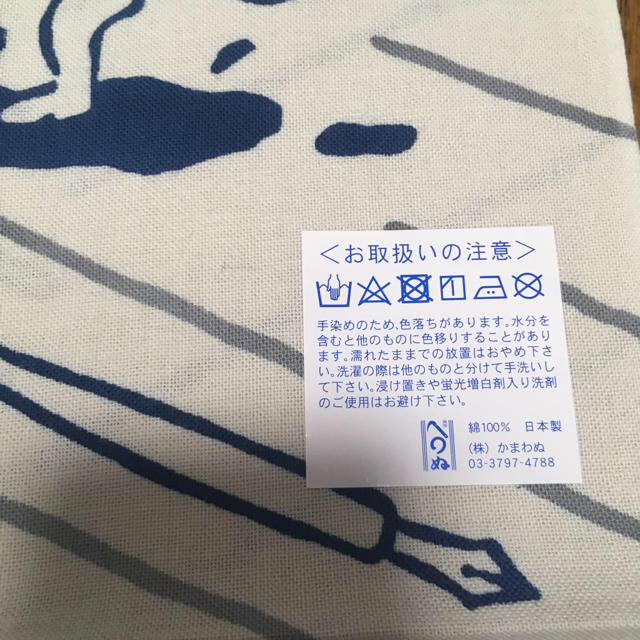 ＜お取扱いの注意＞
手染めのため､色落ちがあります。水分を
含むと他のものに色移りすることがあり
ます。濡れたままでの放置はおやめ下さ
い。洗濯の際は他のものと分けて手洗いし
て下さい。浸け置きや蛍光増白剤入り洗剤
のご使用はお避け下さい。
綿100% 日本製
(株) かまわぬ
03-3797-4788